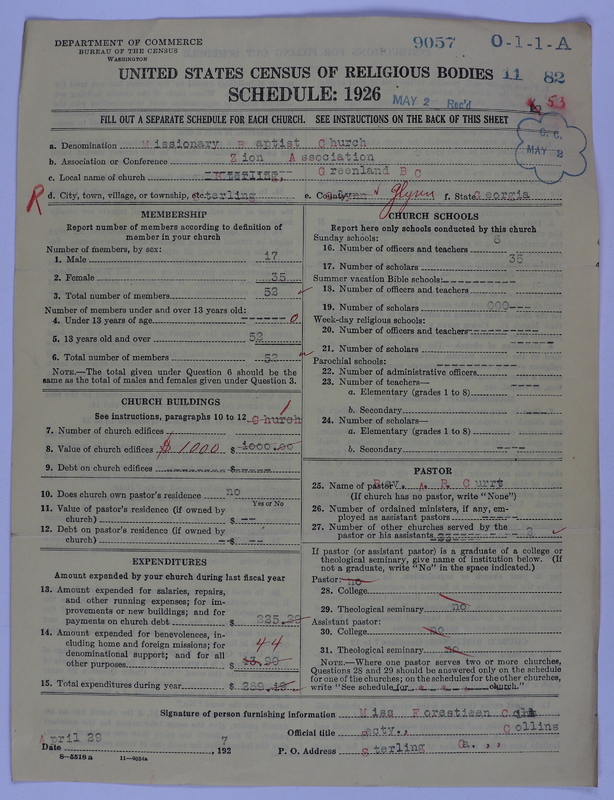 DEPARTMENT OF COMMERCE
BUREAU OF THE CENSUS
WASHINGTON
9057 O-1-1-A
UNITED STATES CENSUS OF RELIGIOUS BODIES 11 82
SCHEDULE: 1926 MAY 2 Rec'd 53
FILL OUT A SEPARATE SCHEDULE FOR EACH CHURCH. SEE INSTRUCTIONS ON THE BACK OF THIS SHEET
C. C.
MAY 2
a. Denomination Missionary Baptist Church
b. Association or Conference Zion Association
c. Local name of church Greenland B C
R d. City, town, village, or township, etc. Sterling e. County Glynn f. State Georgia
MEMBERSHIP
Report number of members according to definition of
member in your church
Number of members, by sex:
1. Male 17
2. Female 35
3. Total number of members 52
Number of members under and over 13 years old:
4. Under 13 years of age 0
5. 13 years old and over 52
6. Total number of members 52
NOTE.—The total given under Question 6 should be the
same as the total of males and females given under Question 3.
CHURCH BUILDINGS
See instructions, paragraphs 10 to 12 Church
7. Number of church edifices 1
8. Value of church edifices $ 1000 $ 1000.00
9. Debt on church edifices $
10. Does church own pastor's residence no
Yes or No
11. Value of pastor's residence (if owned by
church) $ --
12. Debt on pastor's residence (if owned by
church) $ --
EXPENDITURES
Amount expended by your church during last fiscal year
13. Amount expended for salaries, repairs,
and other running expenses; for im-
provements or new buildings; and for
payments on church debt $
14. Amount expended for benevolences, in-
cluding home and foreign missions; for
denominational support; and for all
other purposes 44 $
15. Total expenditures during year $
CHURCH SCHOOLS
Report here only schools conducted by this church
Sunday schools:
16. Number of officers and teachers 6
17. Number of scholars 35
Summer vacation Bible schools:
18. Number of officers and teachers
19. Number of scholars 000---
Week-day religious schools:
20. Number of officers and teachers
21. Number of scholars
Parochial schools:
22. Number of administrative officers
23. Number of teachers—
a. Elementary (grades 1 to 8)
b. Secondary
24. Number of scholars—
a. Elementary (grades 1 to 8)
b. Secondary
PASTOR
25. Name of pastor Rev. A. R. Curry
(If church has no pastor, write "None")
26. Number of ordained ministers, if any, em-
ployed as assistant pastors
27. Number of other churches served by the
pastor or his assistants
If pastor (or assistant pastor) is a graduate of a college or
theological seminary, give name of institution below. (If
not a graduate, write "No" in the space indicated.)
Pastor: no
28. College
29. Theological seminary no
Assistant pastor:
30. College no
31. Theological seminary no
NOTE.—Where one pastor serves two or more churches,
Questions 28 and 29 should be answered only on the schedule
for one of the churches; on the schedules for the other churches,
write "See schedule for church."
Signature of person furnishing information Miss Forestieen
Official title Scty., Collins
April 29
Date 1927 P. O. Address Sterling Ga.,,
8-5518a 11-9054a